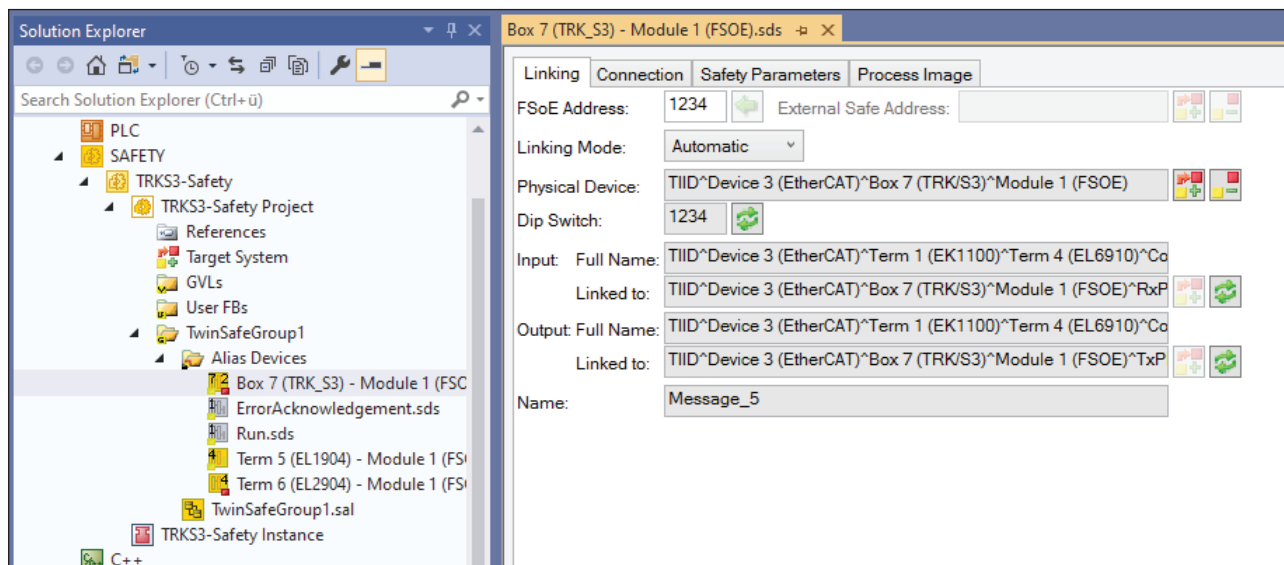 Solution Explorer
Search Solution Explorer (Ctrl+ü)
PLC
SAFETY
TRKS3-Safety
TRKS3-Safety Project
References
Target System
GVLs
User FBs
TwinSafeGroup1
Alias Devices
Box 7 (TRK_S3) - Module 1 (FSO
ErrorAcknowledgement.sds
Run.sds
Term 5 (EL1904) - Module 1 (FS
Term 6 (EL2904) - Module 1 (FS
TwinSafeGroup1.sal
TRKS3-Safety Instance
C++
Box 7 (TRK_S3) - Module 1 (FSOE).sds
Linking Connection Safety Parameters Process Image
FSoE Address: 1234 External Safe Address:
Linking Mode: Automatic
Physical Device: TIID^Device 3 (EtherCAT)^Box 7 (TRK/S3)^Module 1 (FSOE)
Dip Switch: 1234
Input: Full Name: TIID^Device 3 (EtherCAT)^Term 1 (EK1100)^Term 4 (EL6910)^Co
Linked to: TIID^Device 3 (EtherCAT)^Box 7 (TRK/S3)^Module 1 (FSOE)^RxP
Output: Full Name: TIID^Device 3 (EtherCAT)^Term 1 (EK1100)^Term 4 (EL6910)^Co
Linked to: TIID^Device 3 (EtherCAT)^Box 7 (TRK/S3)^Module 1 (FSOE)^TxP
Name: Message_5